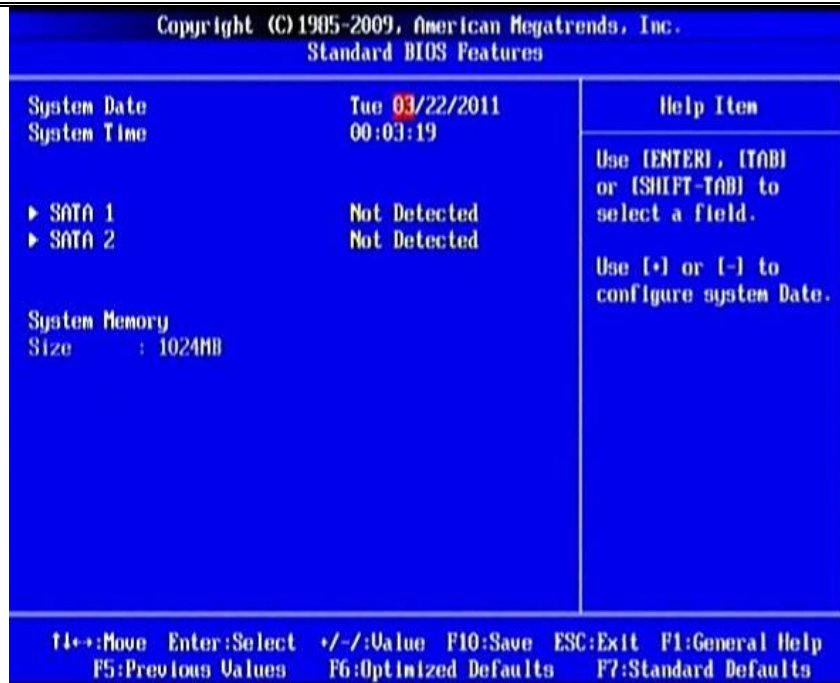 Copyright (C)1985-2009, American Megatrends, Inc.
Standard BIOS Features
System Date Tue 03/22/2011
System Time 00:03:19
▶ SATA 1 Not Detected
▶ SATA 2 Not Detected
System Memory
Size : 1024MB
Help Item
Use [ENTER], [TAB]
or [SHIFT-TAB] to
select a field.
Use [+] or [-] to
configure system Date.
↑↓←→:Move Enter:Select +/-/:Value F10:Save ESC:Exit F1:General Help
F5:Previous Values F6:Optimized Defaults F7:Standard Defaults